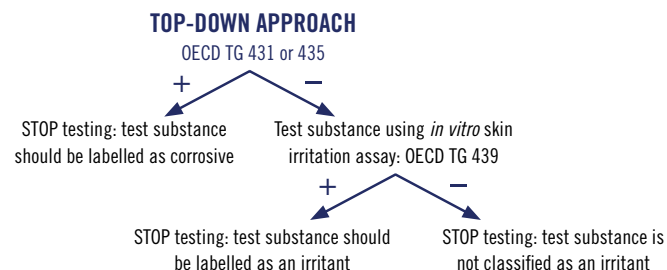 TOP-DOWN APPROACH
OECD TG 431 or 435
+
–
STOP testing: test substance
should be labelled as corrosive
Test substance using in vitro skin
irritation assay: OECD TG 439
+
–
STOP testing: test substance should
be labelled as an irritant
STOP testing: test substance is
not classified as an irritant